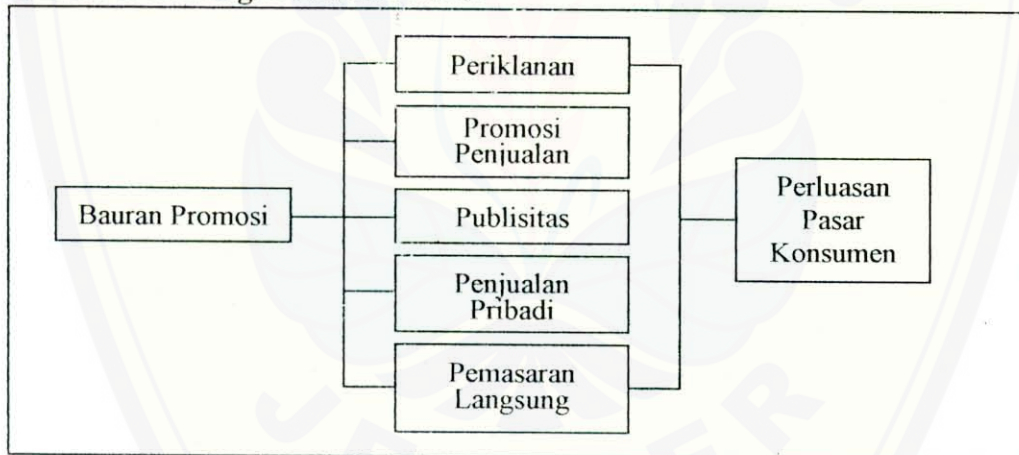 Periklanan
Promosi
Penjualan
Bauran Promosi
Publisitas
Penjualan
Pribadi
Pemasaran
Langsung
Perluasan
Pasar
Konsumen